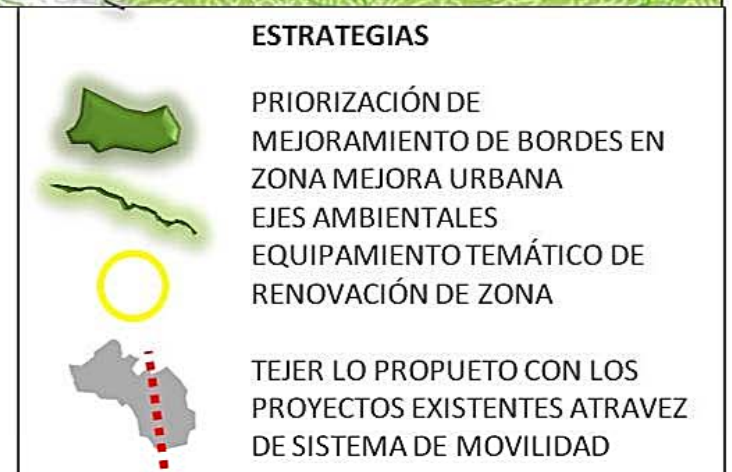 ESTRATEGIAS
PRIORIZACIÓN DE
MEJORAMIENTO DE BORDES EN
ZONA MEJORA URBANA
EJES AMBIENTALES
EQUIPAMIENTO TEMÁTICO DE
RENOVACIÓN DE ZONA
TEJER LO PROPUETO CON LOS
PROYECTOS EXISTENTES ATRAVEZ
DE SISTEMA DE MOVILIDAD